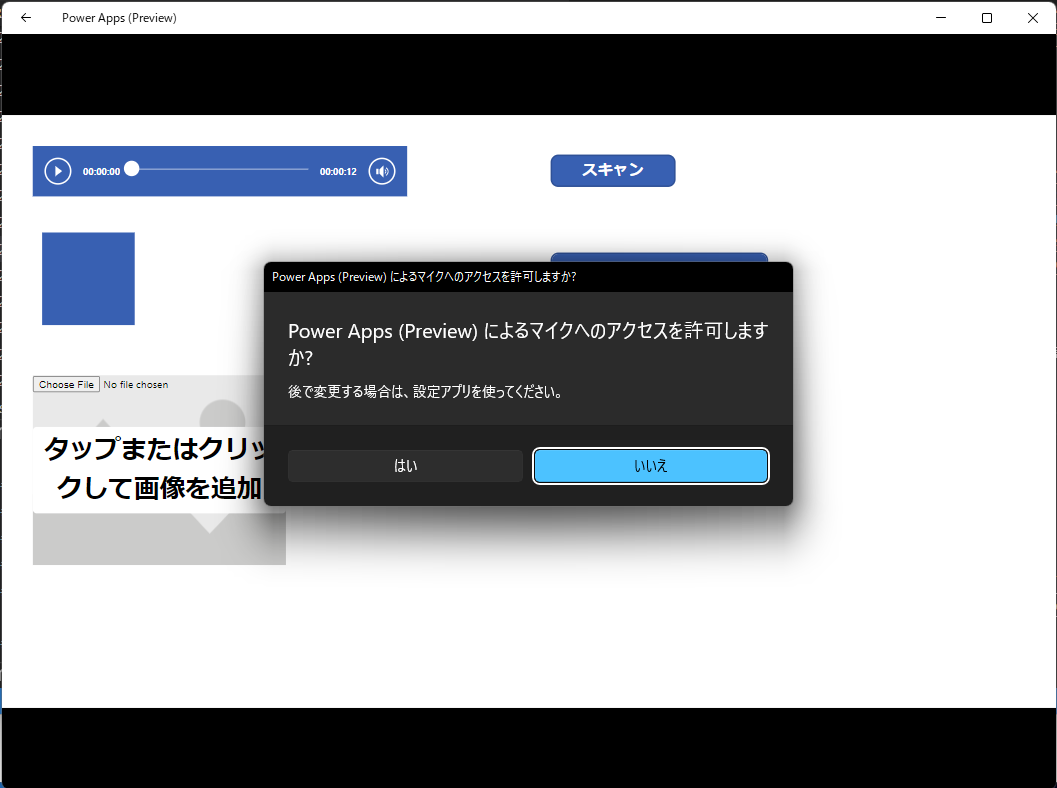 Power Apps (Preview)
00:00:00
00:00:12
スキャン
Power Apps (Preview) によるマイクへのアクセスを許可しますか?
Power Apps (Preview) によるマイクへのアクセスを許可します
か?
後で変更する場合は、設定アプリを使ってください。
はい
いいえ
Choose File No file chosen
タップまたはクリッ
クして画像を追加